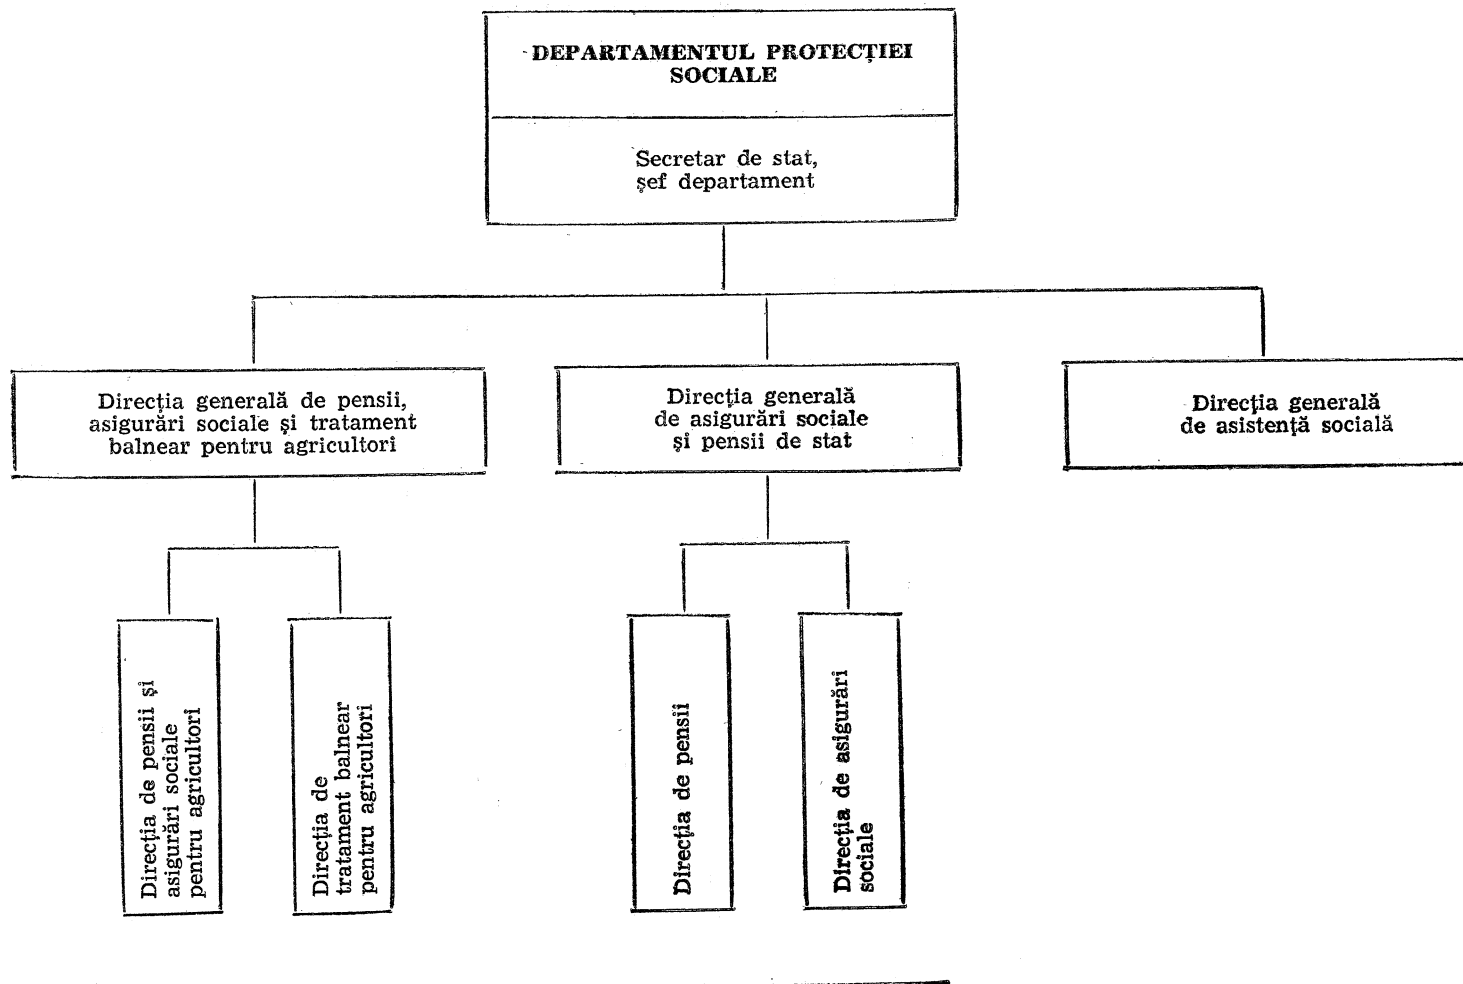 DEPARTAMENTUL PROTECȚIEI
SOCIALE
Secretar de stat,
șef departament
Direcția generală de pensii,
asigurări sociale și tratament
balnear pentru agricultori
Direcția generală
de asigurări sociale
și pensii de stat
Direcția generală
de asistență socială
Direcția de pensii și
asigurări sociale
pentru agricultori
Direcția de
tratament balnear
pentru agricultori
Direcția de pensii
Direcția de asigurări
sociale